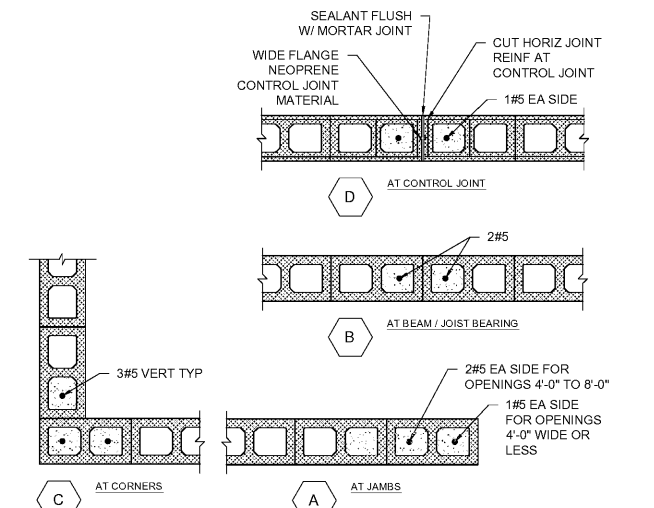 SEALANT FLUSH
W/ MORTAR JOINT
WIDE FLANGE
NEOPRENE
CONTROL JOINT
MATERIAL
CUT HORIZ JOINT
REINF AT
CONTROL JOINT
1#5 EA SIDE
D
AT CONTROL JOINT
2#5
B
AT BEAM / JOIST BEARING
3#5 VERT TYP
2#5 EA SIDE FOR
OPENINGS 4'-0" TO 8'-0"
1#5 EA SIDE
FOR OPENINGS
4'-0" WIDE OR
LESS
C
AT CORNERS
A
AT JAMBS